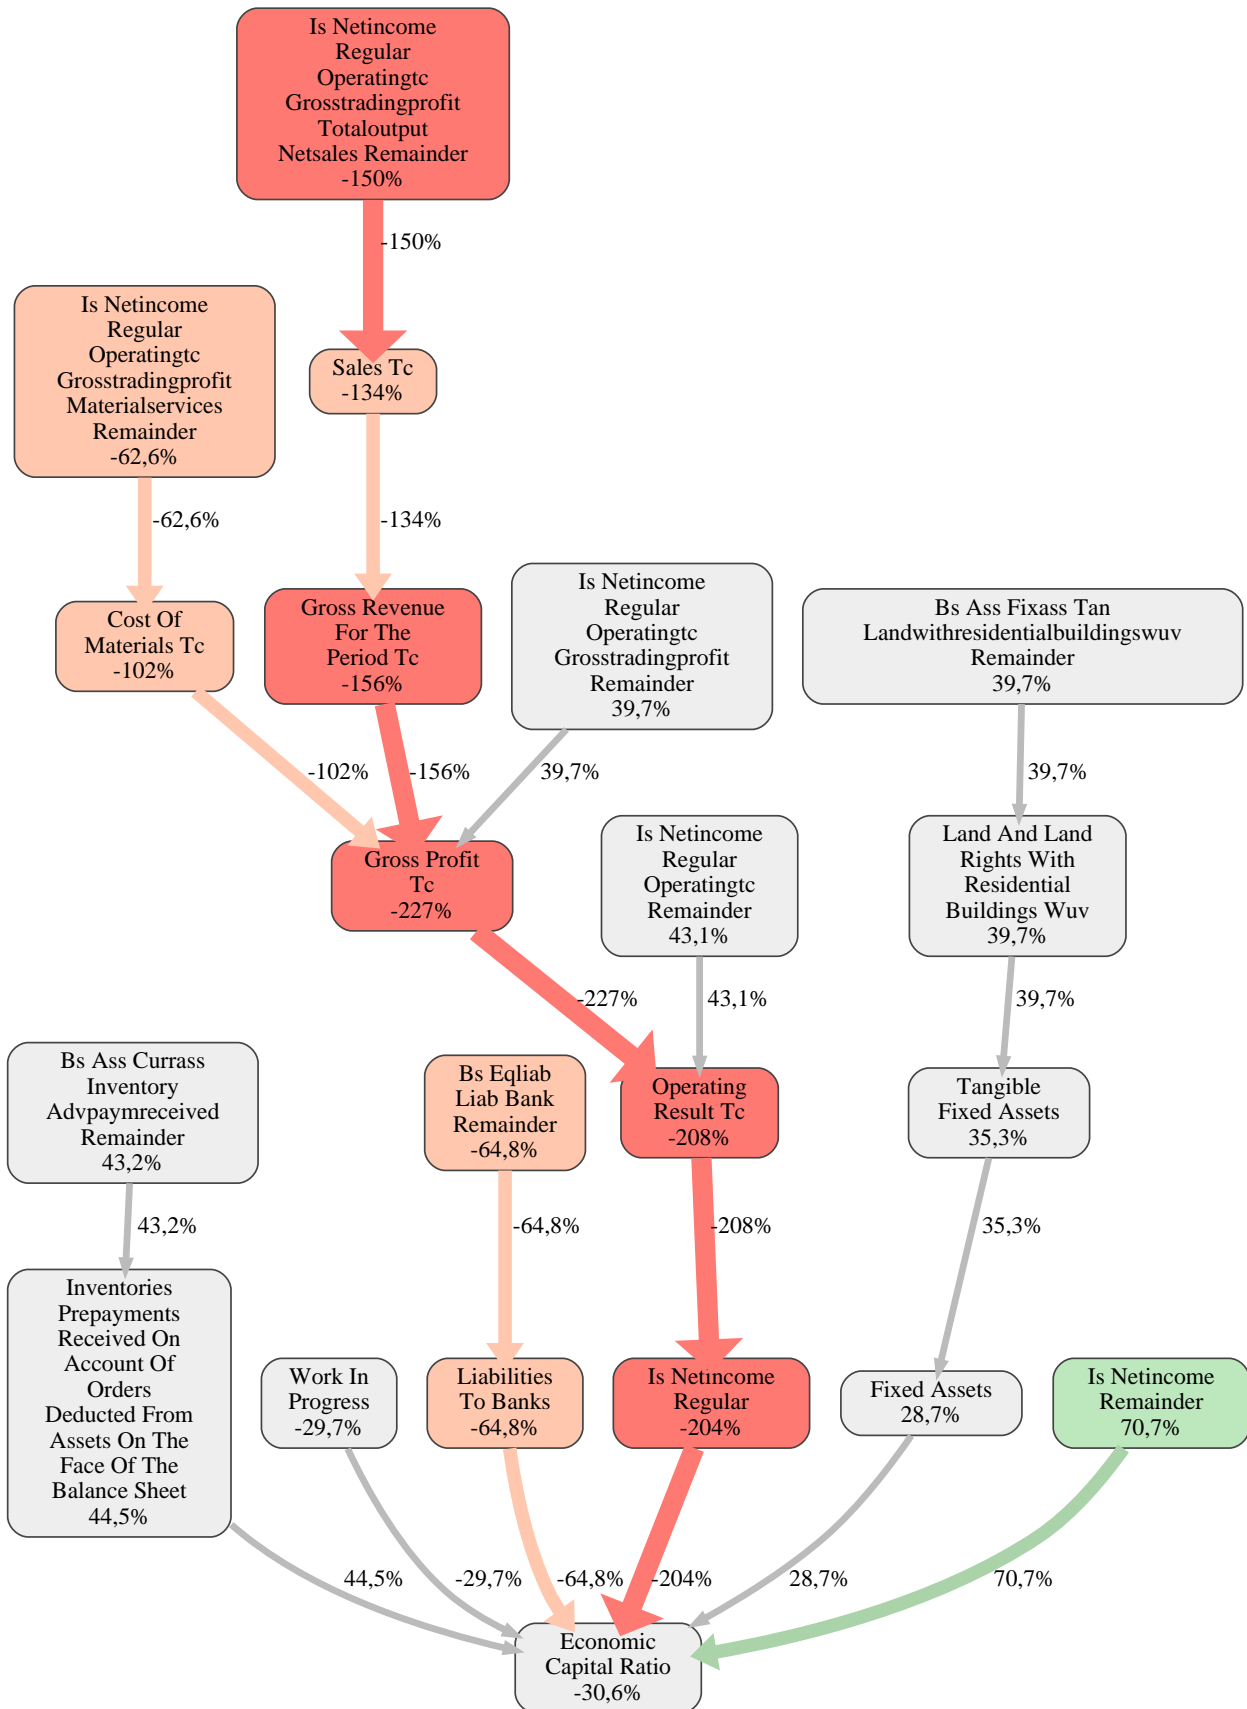 Is Netincome
Regular
Operatingtc
Grosstradingprofit
Totaloutput
Netsales Remainder
-150%
-150%
Is Netincome
Regular
Operatingtc
Grosstradingprofit
Materialservices
Remainder
-62,6%
Sales Tc
-134%
-62,6%
-134%
Cost Of
Materials Tc
-102%
Gross Revenue
For The
Period Tc
-156%
Is Netincome
Regular
Operatingtc
Grosstradingprofit
Remainder
39,7%
Bs Ass Fixass Tan
Landwithresidentialbuildingswuv
Remainder
39,7%
-102%
-156%
39,7%
39,7%
Gross Profit
Tc
-227%
Is Netincome
Regular
Operatingtc
Remainder
43,1%
Land And Land
Rights With
Residential
Buildings Wuv
39,7%
-227%
43,1%
39,7%
Bs Ass Currass
Inventory
Advpaymreceived
Remainder
43,2%
Bs Eqliab
Liab Bank
Remainder
-64,8%
Operating
Result Tc
-208%
Tangible
Fixed Assets
35,3%
43,2%
-64,8%
-208%
35,3%
Inventories
Prepayments
Received On
Account Of
Orders
Deducted From
Assets On The
Face Of The
Balance Sheet
44,5%
Work In
Progress
-29,7%
Liabilities
To Banks
-64,8%
Is Netincome
Regular
-204%
Fixed Assets
28,7%
Is Netincome
Remainder
70,7%
44,5%
-29,7%
-64,8%
-204%
28,7%
70,7%
Economic
Capital Ratio
-30,6%